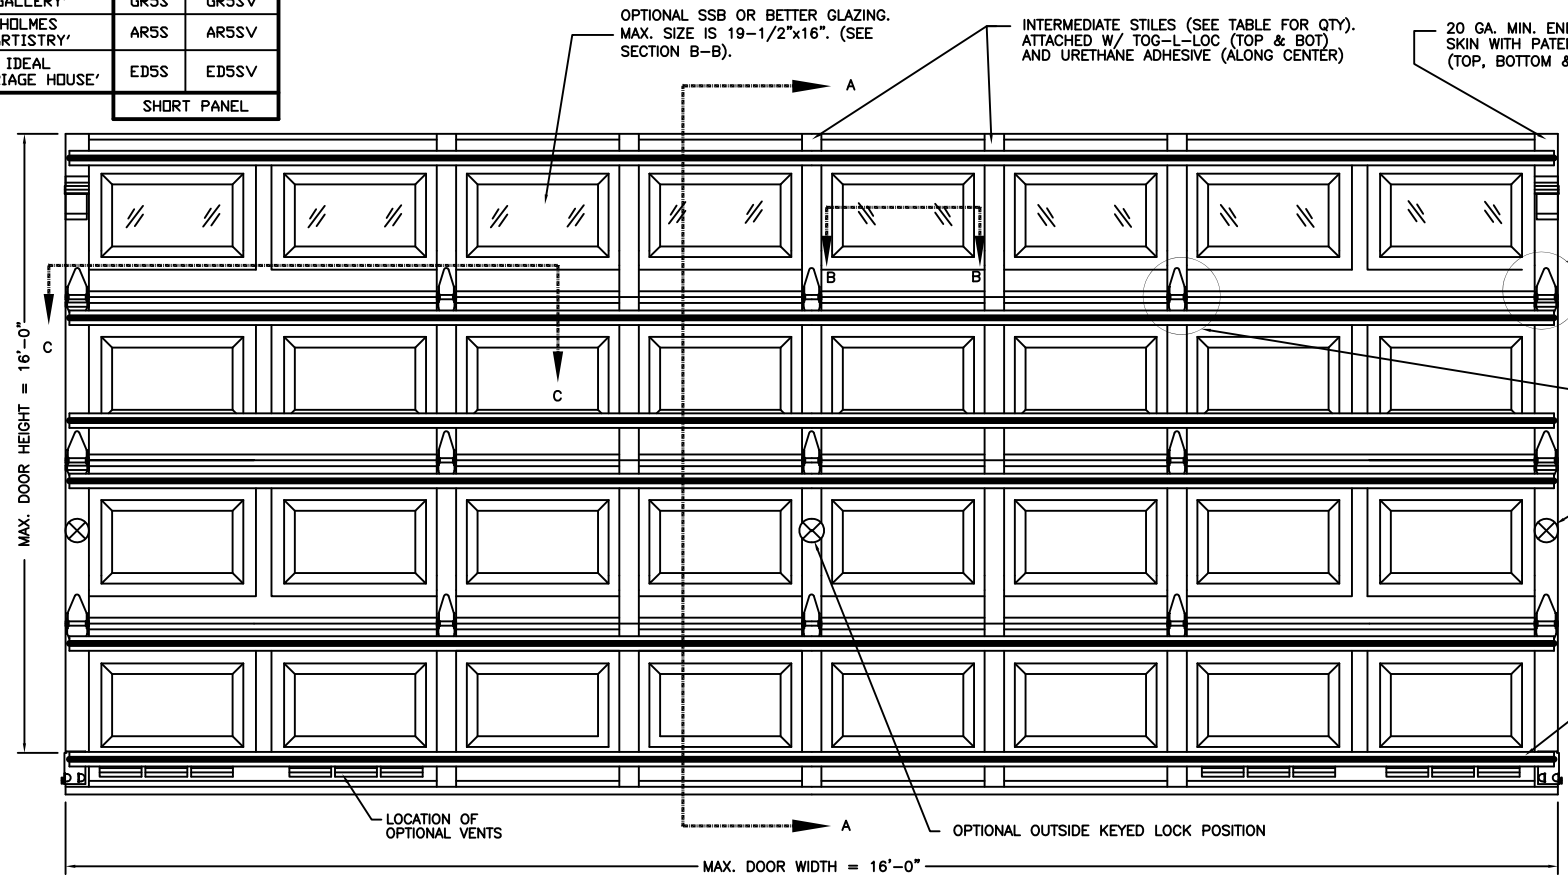 GALLERY' GR5S GR5SV
HOLMES
ARTISTRY' AR5S AR5SV
IDEAL
RIAGE HOUSE' ED5S ED5SV
SHORT PANEL
OPTIONAL SSB OR BETTER GLAZING.
MAX. SIZE IS 19-1/2"x16". (SEE
SECTION B-B).
INTERMEDIATE STILES (SEE TABLE FOR QTY).
ATTACHED W/ TOG-L-LOC (TOP & BOT)
AND URETHANE ADHESIVE (ALONG CENTER)
20 GA. MIN. EN
SKIN WITH PATE
(TOP, BOTTOM &
A
B
B
C
C
MAX. DOOR HEIGHT = 16'-0"
LOCATION OF
OPTIONAL VENTS
A
OPTIONAL OUTSIDE KEYED LOCK POSITION
MAX. DOOR WIDTH = 16'-0"